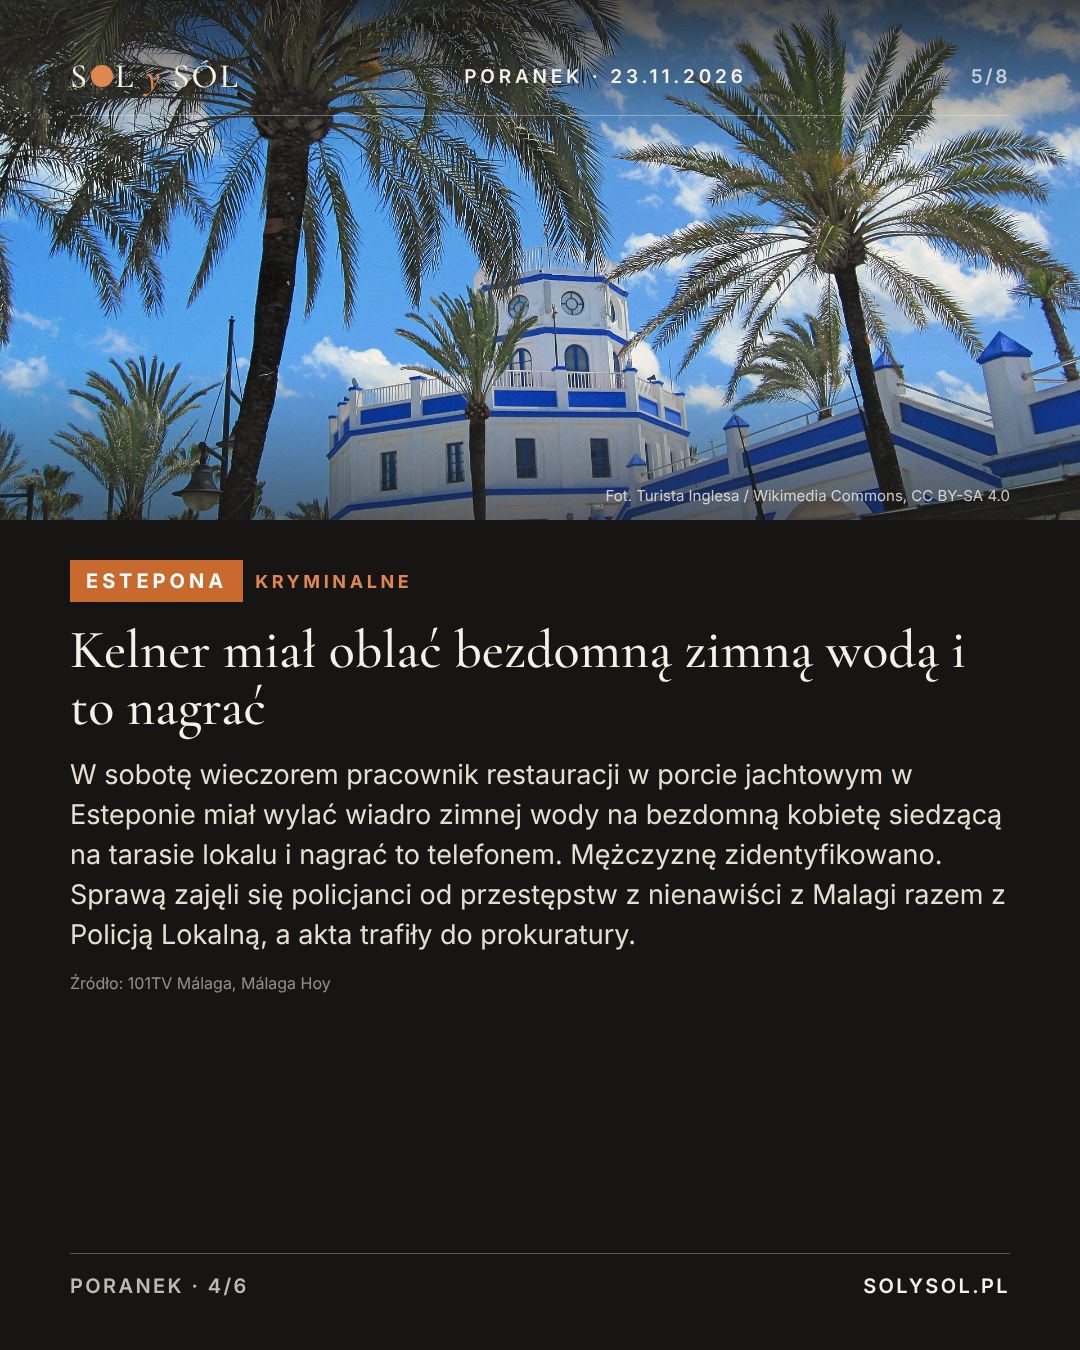 SOL y SÓL
PORANEK · 23.11.2026
5/8
Fot. Turista Inglesa / Wikimedia Commons, CC BY-SA 4.0
ESTEPONA KRYMINALNE
Kelner miał oblać bezdomną zimną wodą i
to nagrać
W sobotę wieczorem pracownik restauracji w porcie jachtowym w
Esteponie miał wylać wiadro zimnej wody na bezdomną kobietę siedzącą
na tarasie lokalu i nagrać to telefonem. Mężczyznę zidentyfikowano.
Sprawą zajęli się policjanci od przestępstw z nienawiści z Malagi razem z
Policją Lokalną, a akta trafiły do prokuratury.
Źródło: 101TV Málaga, Málaga Hoy
PORANEK · 4/6
SOLYSOL.PL